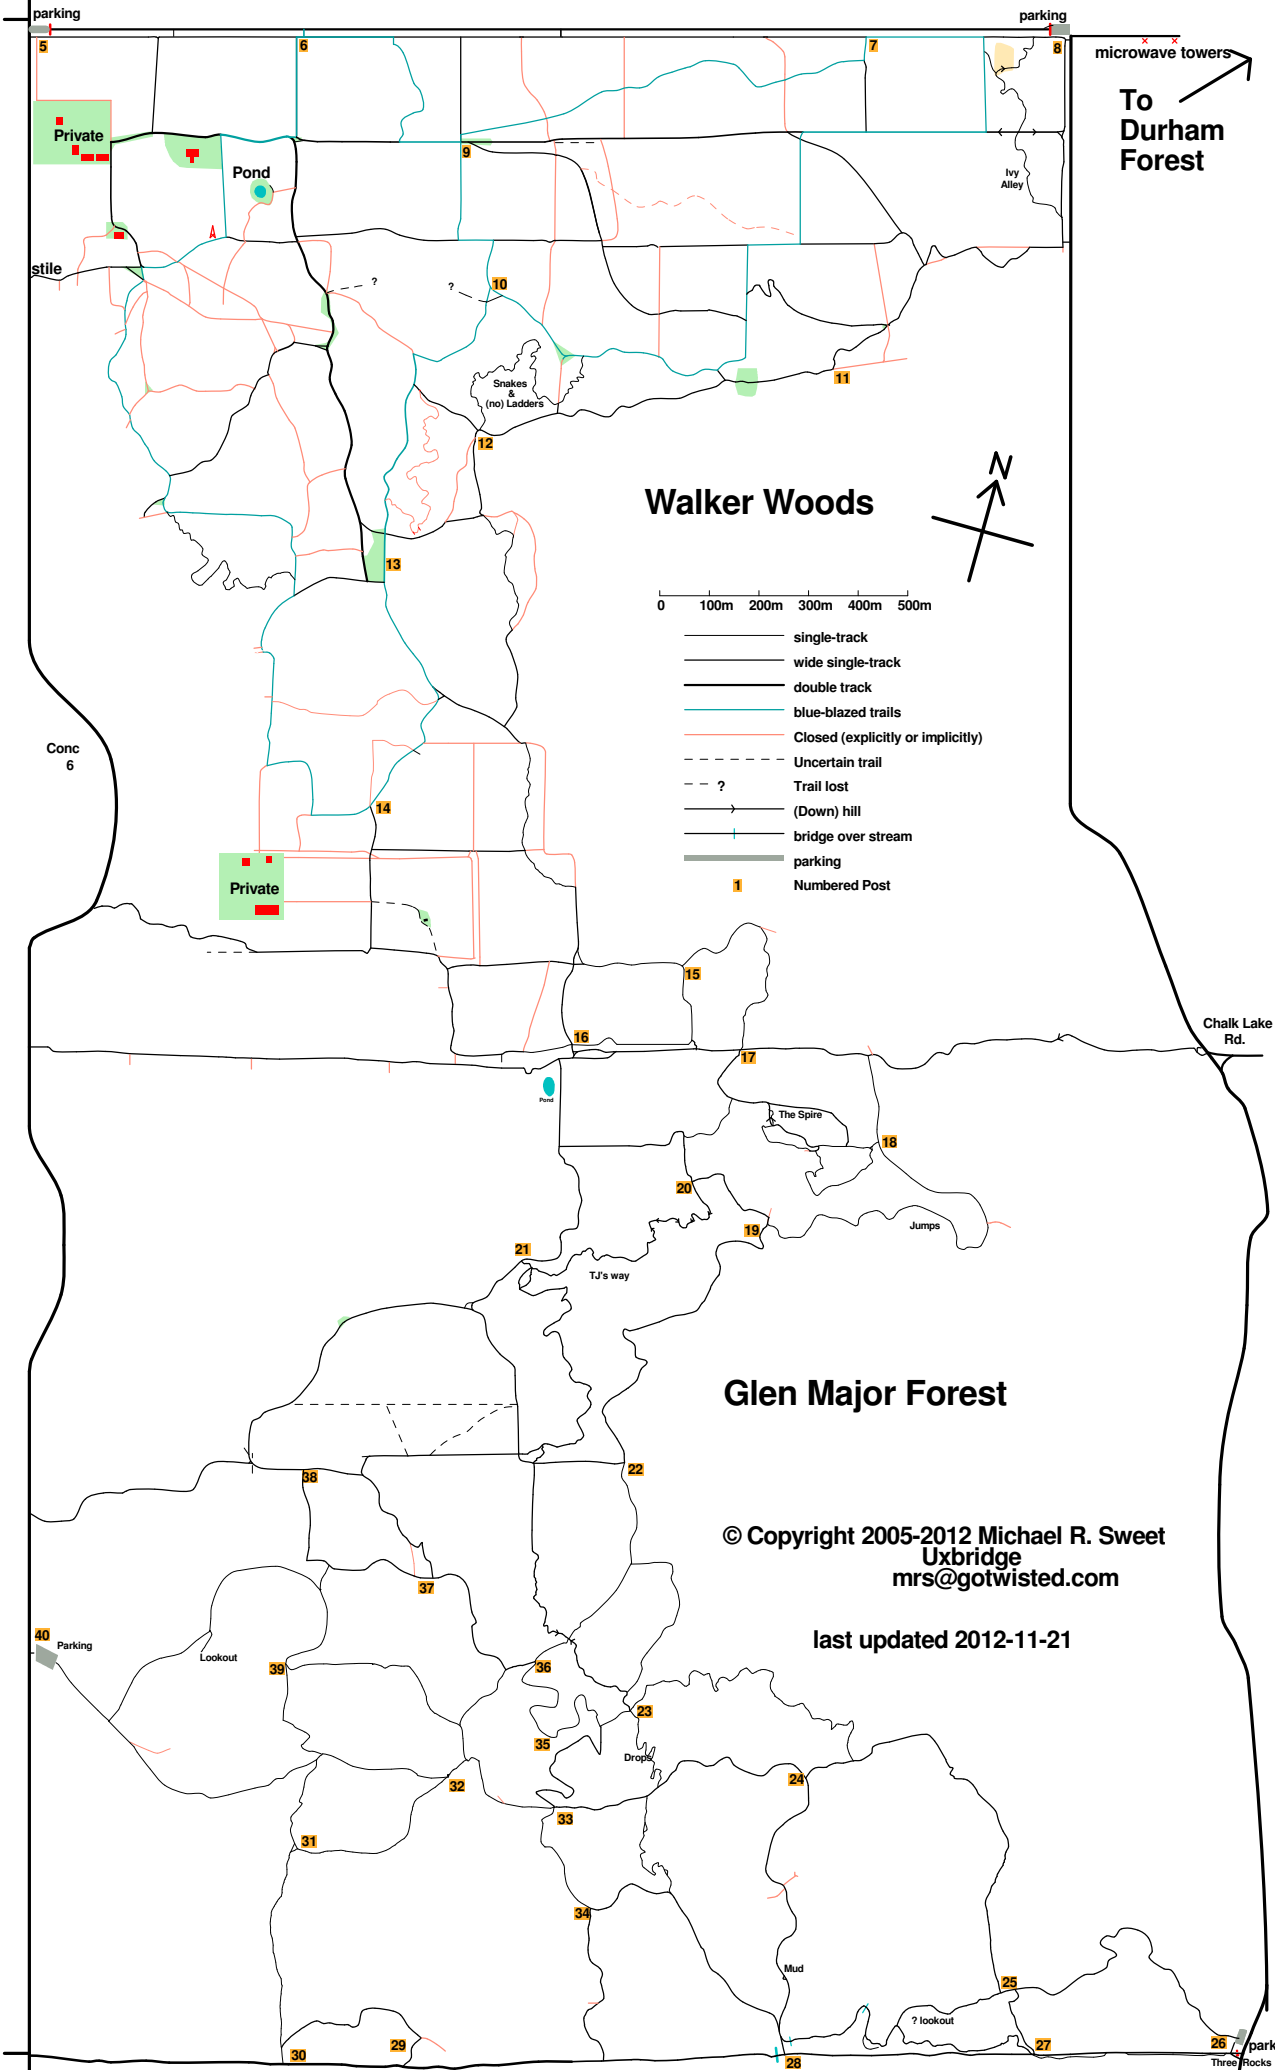 parking
parking
5
6
7
8
microwave towers
To
Durham
Forest
Private
9
Pond
Ivy
Alley
stile
?
?
10
11
Snakes
&
(no) Ladders
12
N
Walker Woods
13
0 100m 200m 300m 400m 500m
single-track
wide single-track
double track
blue-blazed trails
Closed (explicitly or implicitly)
Uncertain trail
? Trail lost
(Down) hill
bridge over stream
parking
1 Numbered Post
Conc
6
14
Private
15
16
17
Chalk Lake
Rd.
Pond
The Spire
18
20
19
Jumps
21
TJ's way
Glen Major Forest
38
22
© Copyright 2005-2012 Michael R. Sweet
Uxbridge
mrs@gotwisted.com
37
last updated 2012-11-21
40
Parking
Lookout
39
36
23
35
Drops
24
32
33
31
34
Mud
25
? lookout
29
30
27
26
park
28
Three Rocks